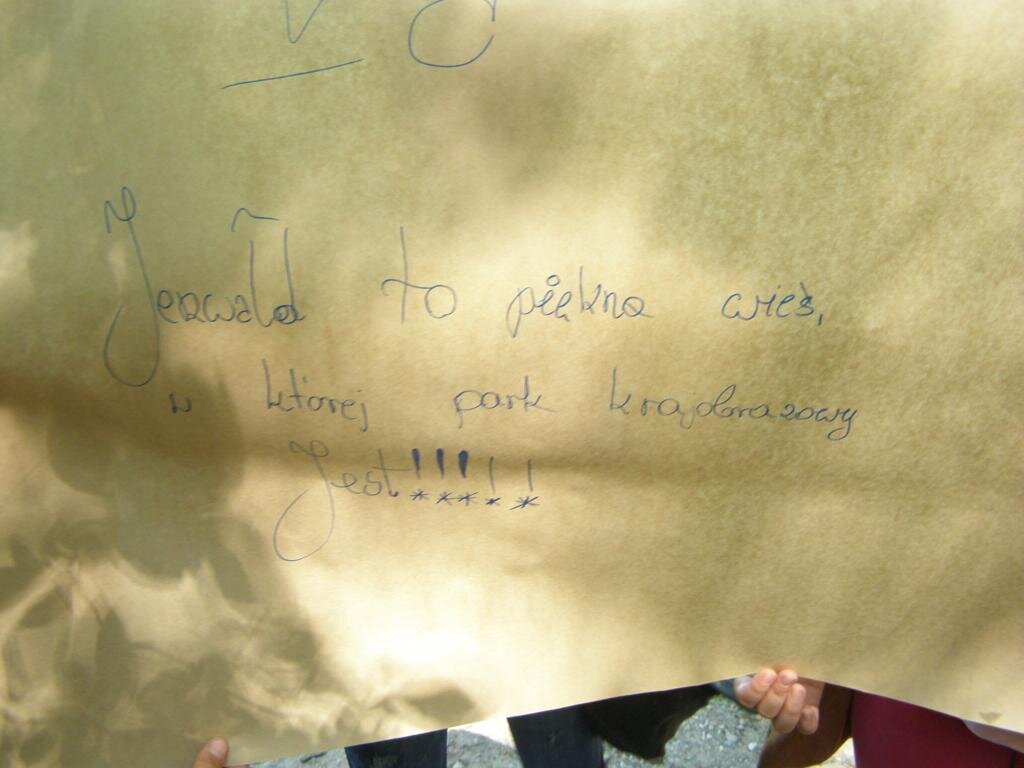 V C
Jerzwałd to piękna wieś,
w której park krajobrazowy
Jest!!!!!